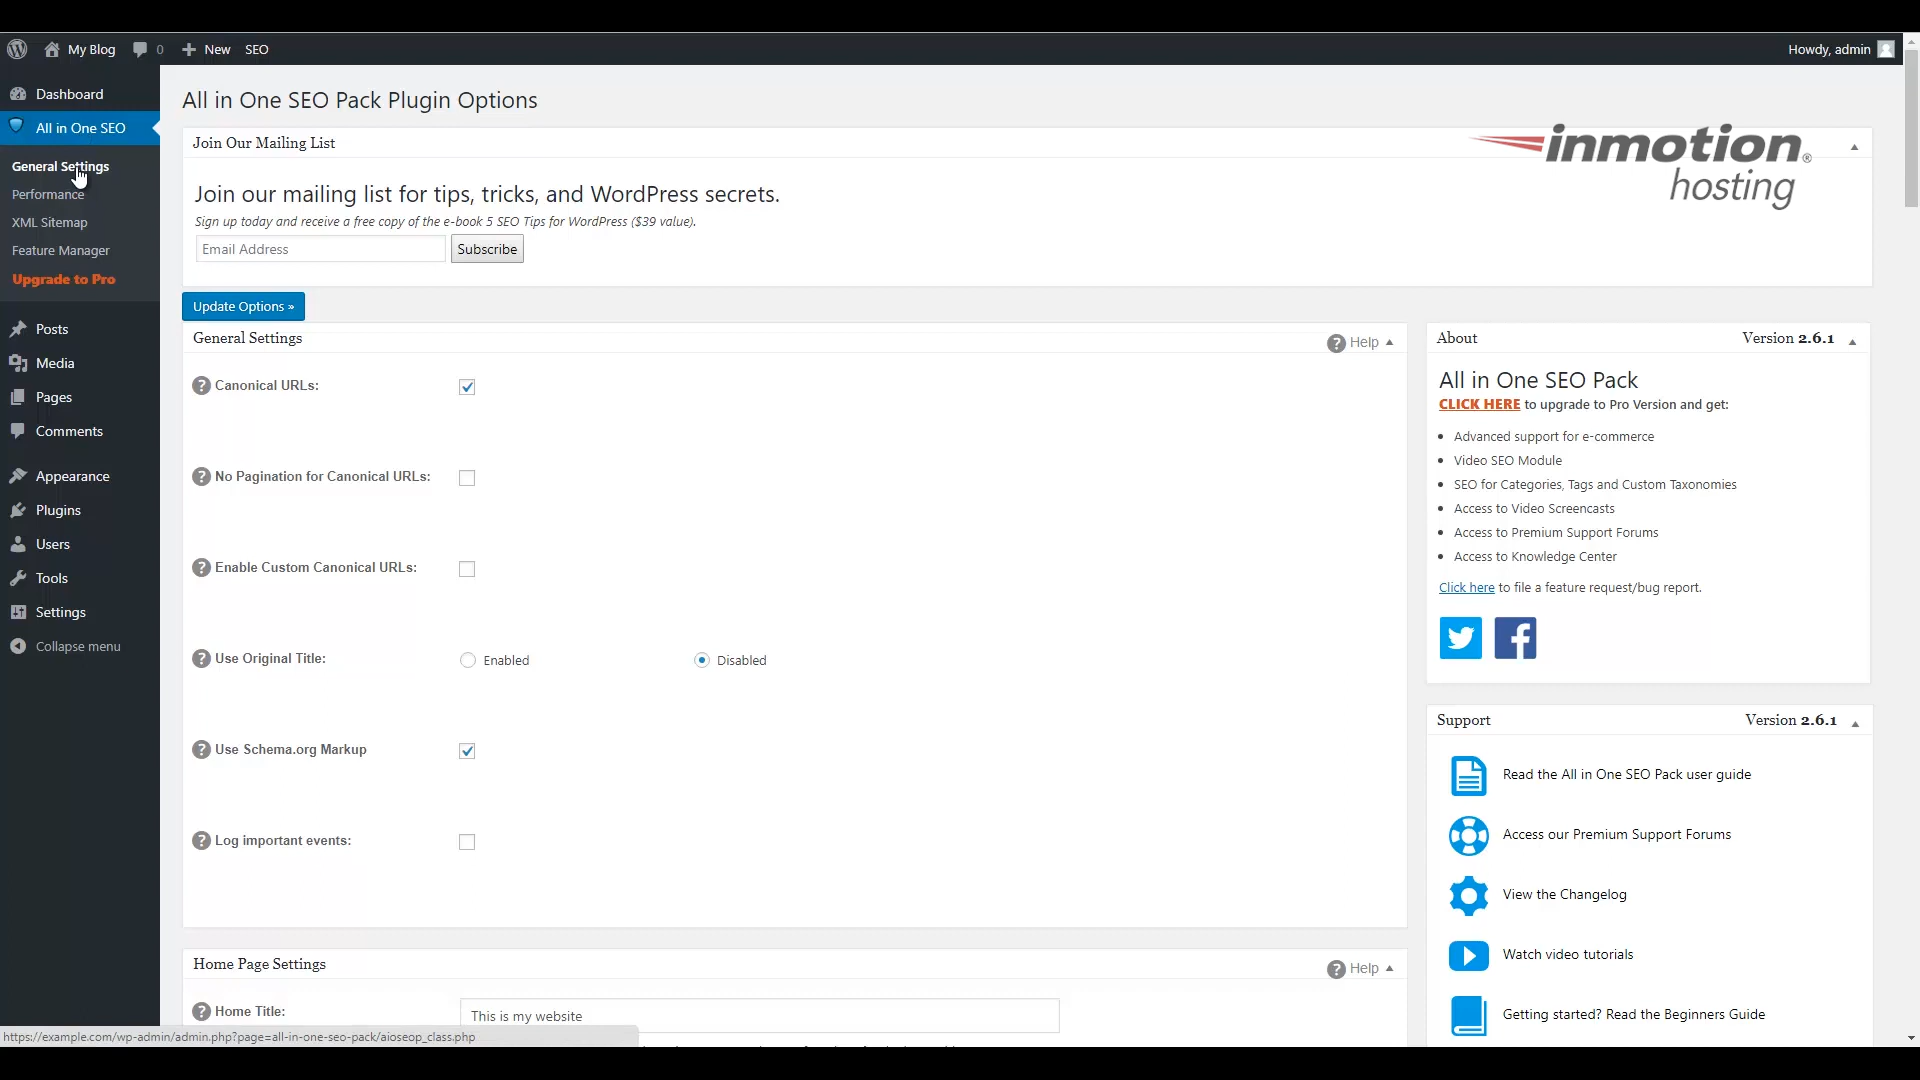 My Blog 0 New SEO Howdy, admin
Dashboard
All in One SEO
General Settings
Performance
XML Sitemap
Feature Manager
Upgrade to Pro
Posts
Media
Pages
Comments
Appearance
Plugins
Users
Tools
Settings
Collapse menu
All in One SEO Pack Plugin Options
Join Our Mailing List
inmotion®
hosting
Join our mailing list for tips, tricks, and WordPress secrets.
Sign up today and receive a free copy of the e-book 5 SEO Tips for WordPress ($39 value).
Email Address Subscribe
Update Options »
General Settings ? Help
? Canonical URLs:
? No Pagination for Canonical URLs:
? Enable Custom Canonical URLs:
? Use Original Title: Enabled Disabled
? Use Schema.org Markup
? Log important events:
Home Page Settings ? Help
? Home Title: This is my website
About Version 2.6.1
All in One SEO Pack
CLICK HERE to upgrade to Pro Version and get:
• Advanced support for e-commerce
• Video SEO Module
• SEO for Categories, Tags and Custom Taxonomies
• Access to Video Screencasts
• Access to Premium Support Forums
• Access to Knowledge Center
Click here to file a feature request/bug report.
Support Version 2.6.1
Read the All in One SEO Pack user guide
Access our Premium Support Forums
View the Changelog
Watch video tutorials
Getting started? Read the Beginners Guide
https://example.com/wp-admin/admin.php?page=all-in-one-seo-pack/aioseop_class.php